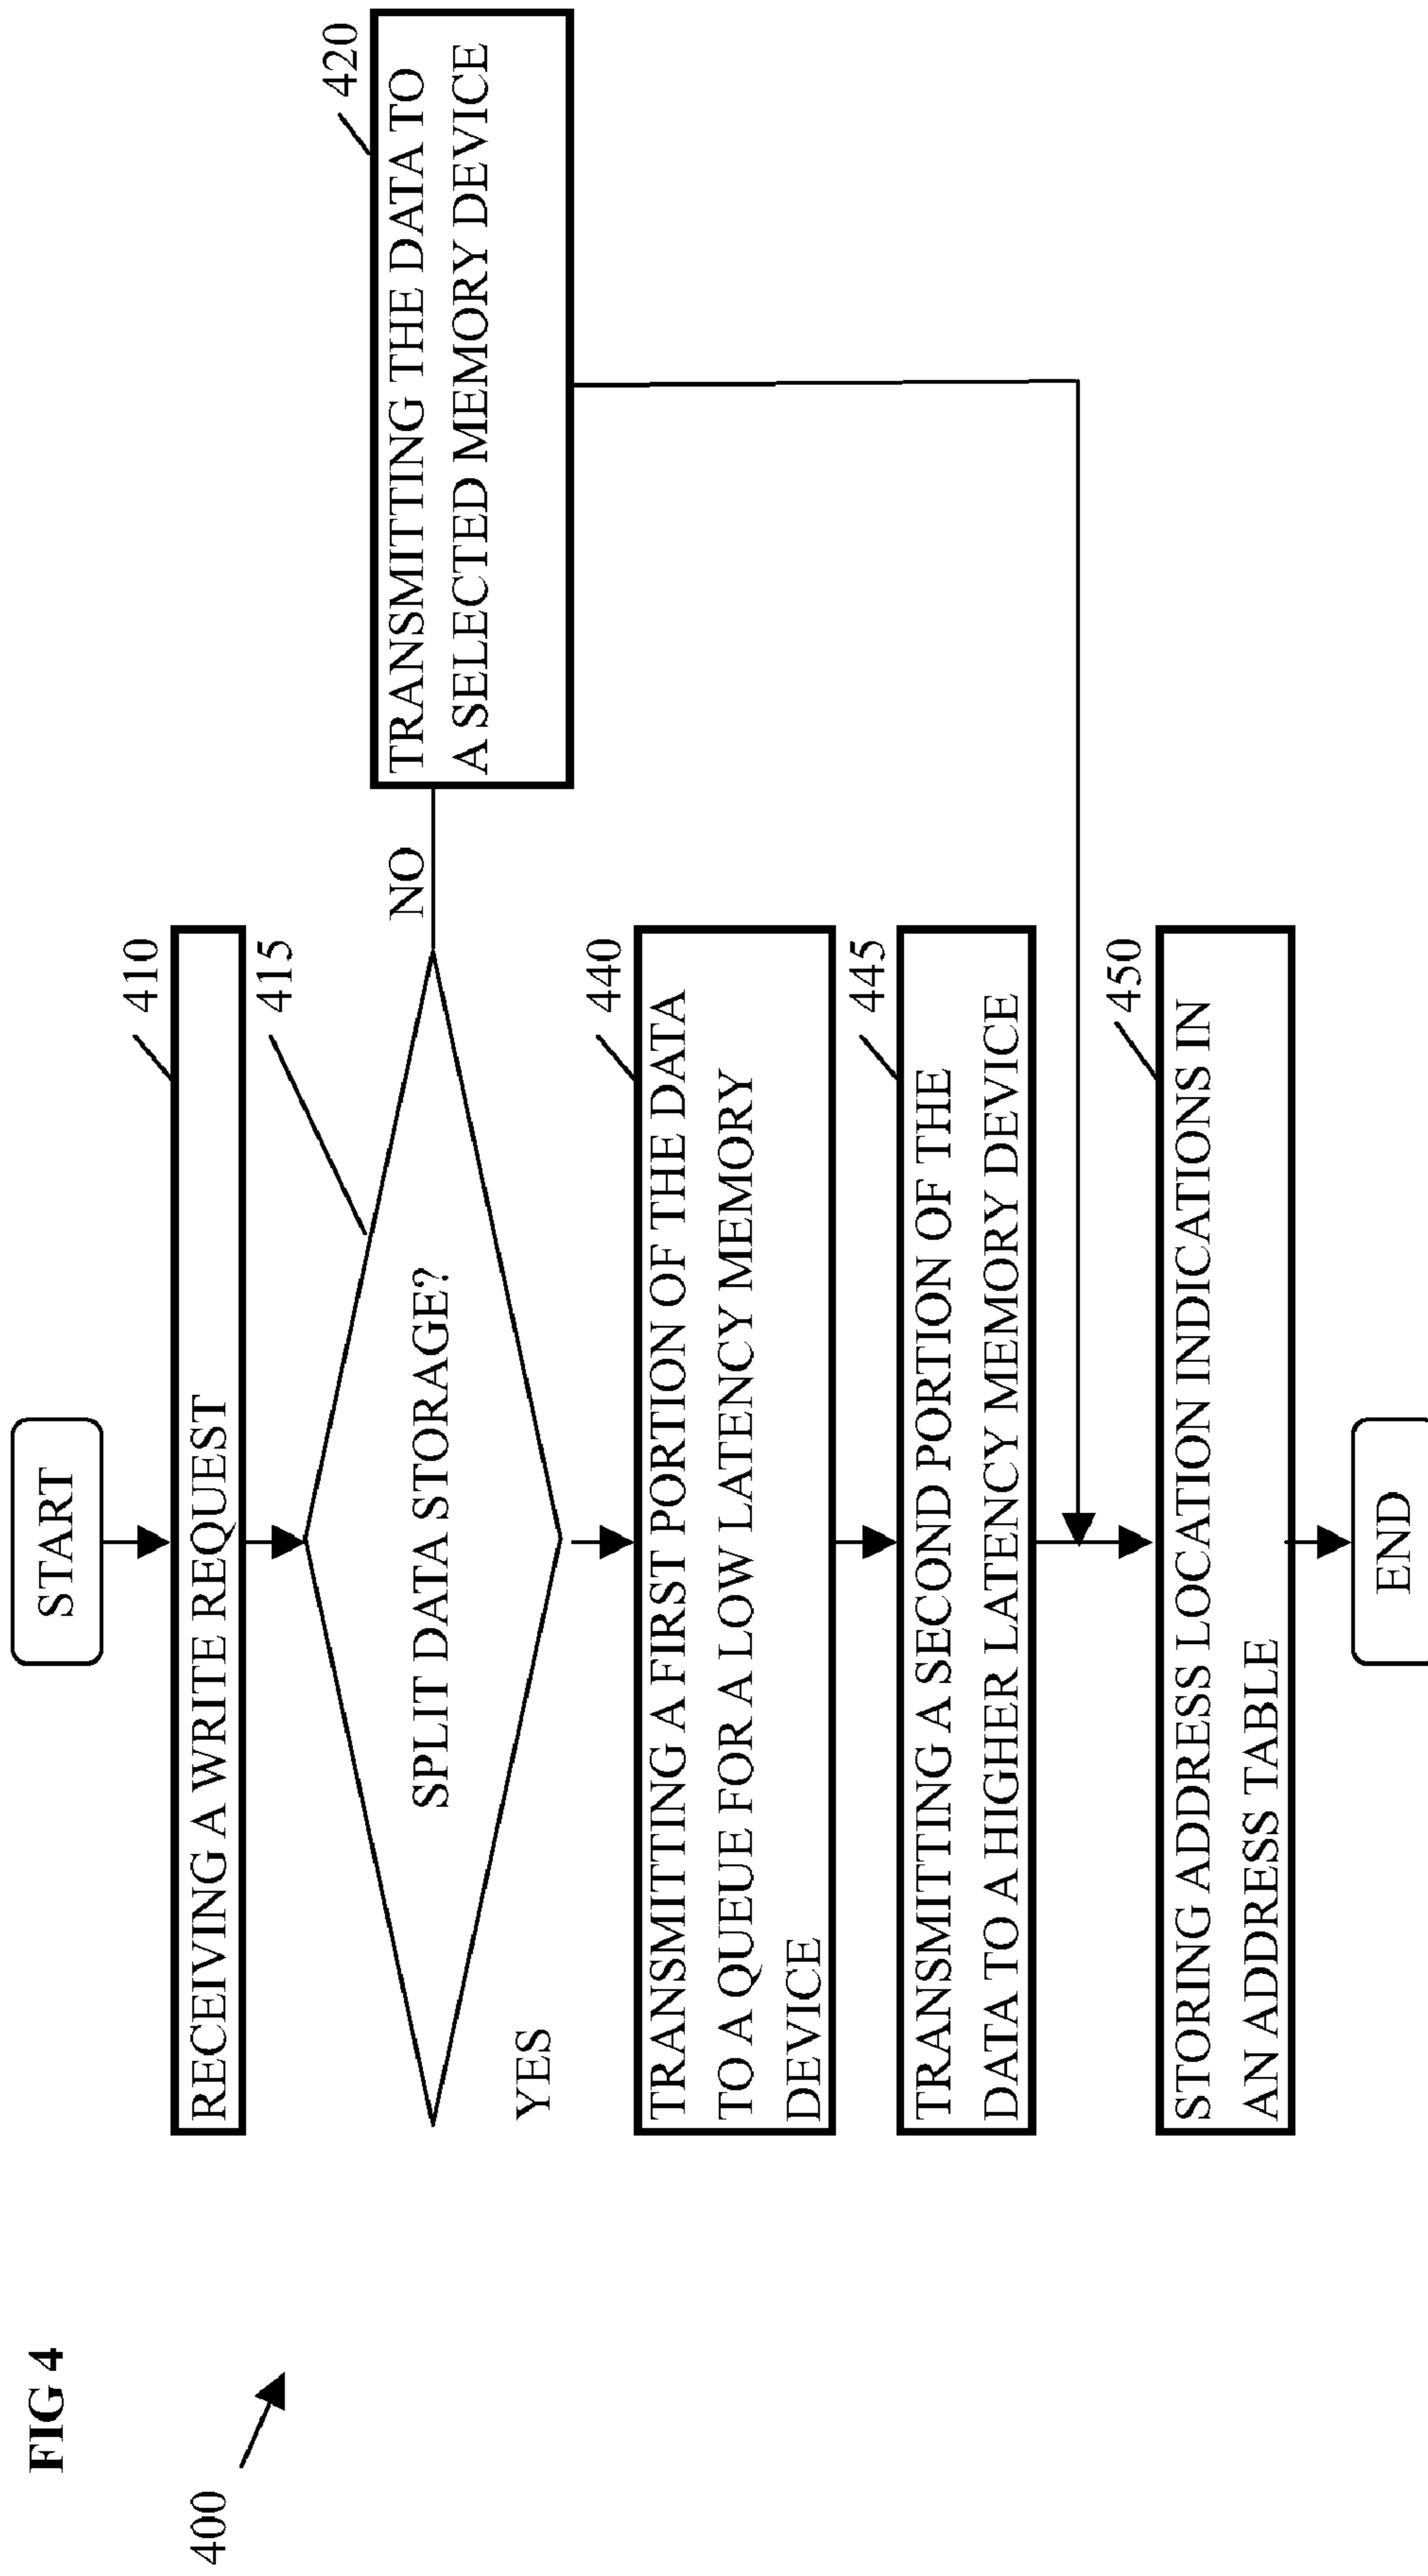 FIG 4
400
START
410
RECEIVING A WRITE REQUEST
415
SPLIT DATA STORAGE?
NO
420
TRANSMITTING THE DATA TO
A SELECTED MEMORY DEVICE
YES
440
TRANSMITTING A FIRST PORTION OF THE DATA
TO A QUEUE FOR A LOW LATENCY MEMORY
DEVICE
445
TRANSMITTING A SECOND PORTION OF THE
DATA TO A HIGHER LATENCY MEMORY DEVICE
450
STORING ADDRESS LOCATION INDICATIONS IN
AN ADDRESS TABLE
END